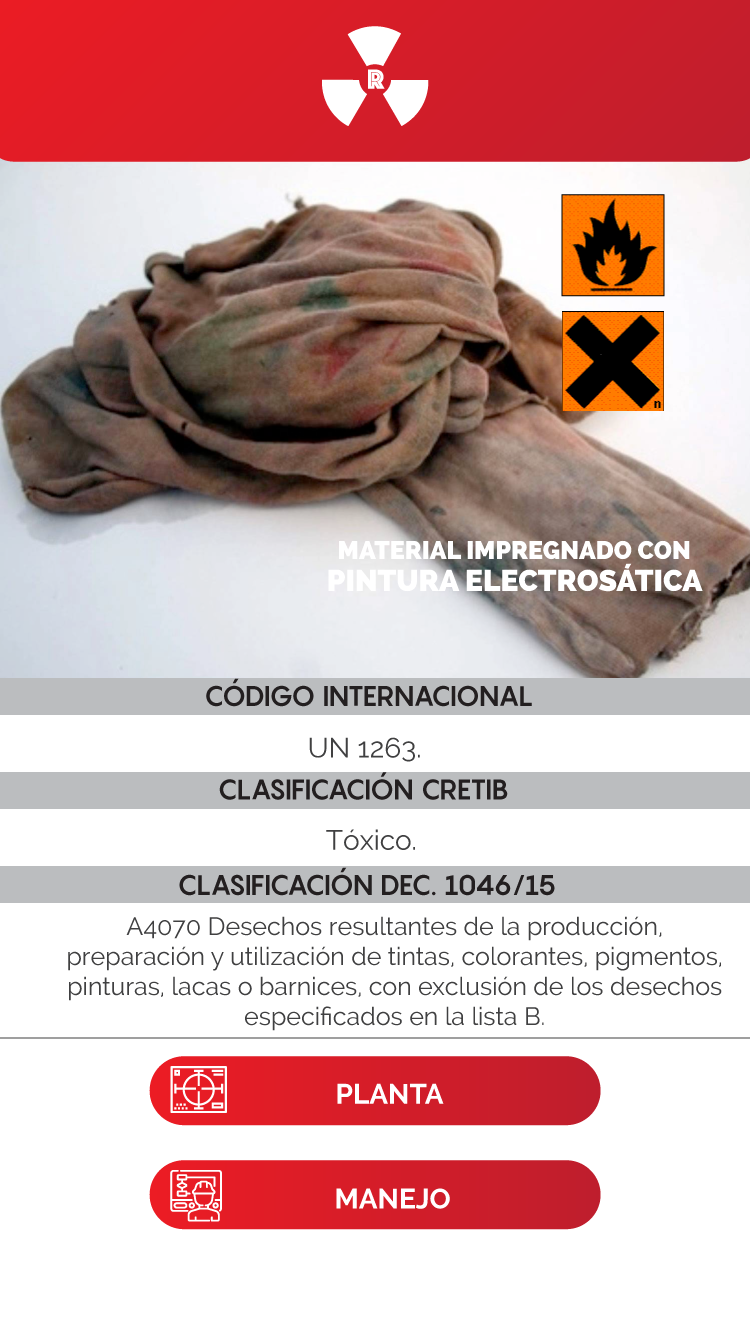 R
n
MATERIAL IMPREGNADO CON
PINTURA ELECTROSÁTICA
CÓDIGO INTERNACIONAL
UN 1263.
CLASIFICACIÓN CRETIB
Tóxico.
CLASIFICACIÓN DEC. 1046/15
A4070 Desechos resultantes de la producción,
preparación y utilización de tintas, colorantes, pigmentos,
pinturas, lacas o barnices, con exclusión de los desechos
especificados en la lista B.
PLANTA
MANEJO